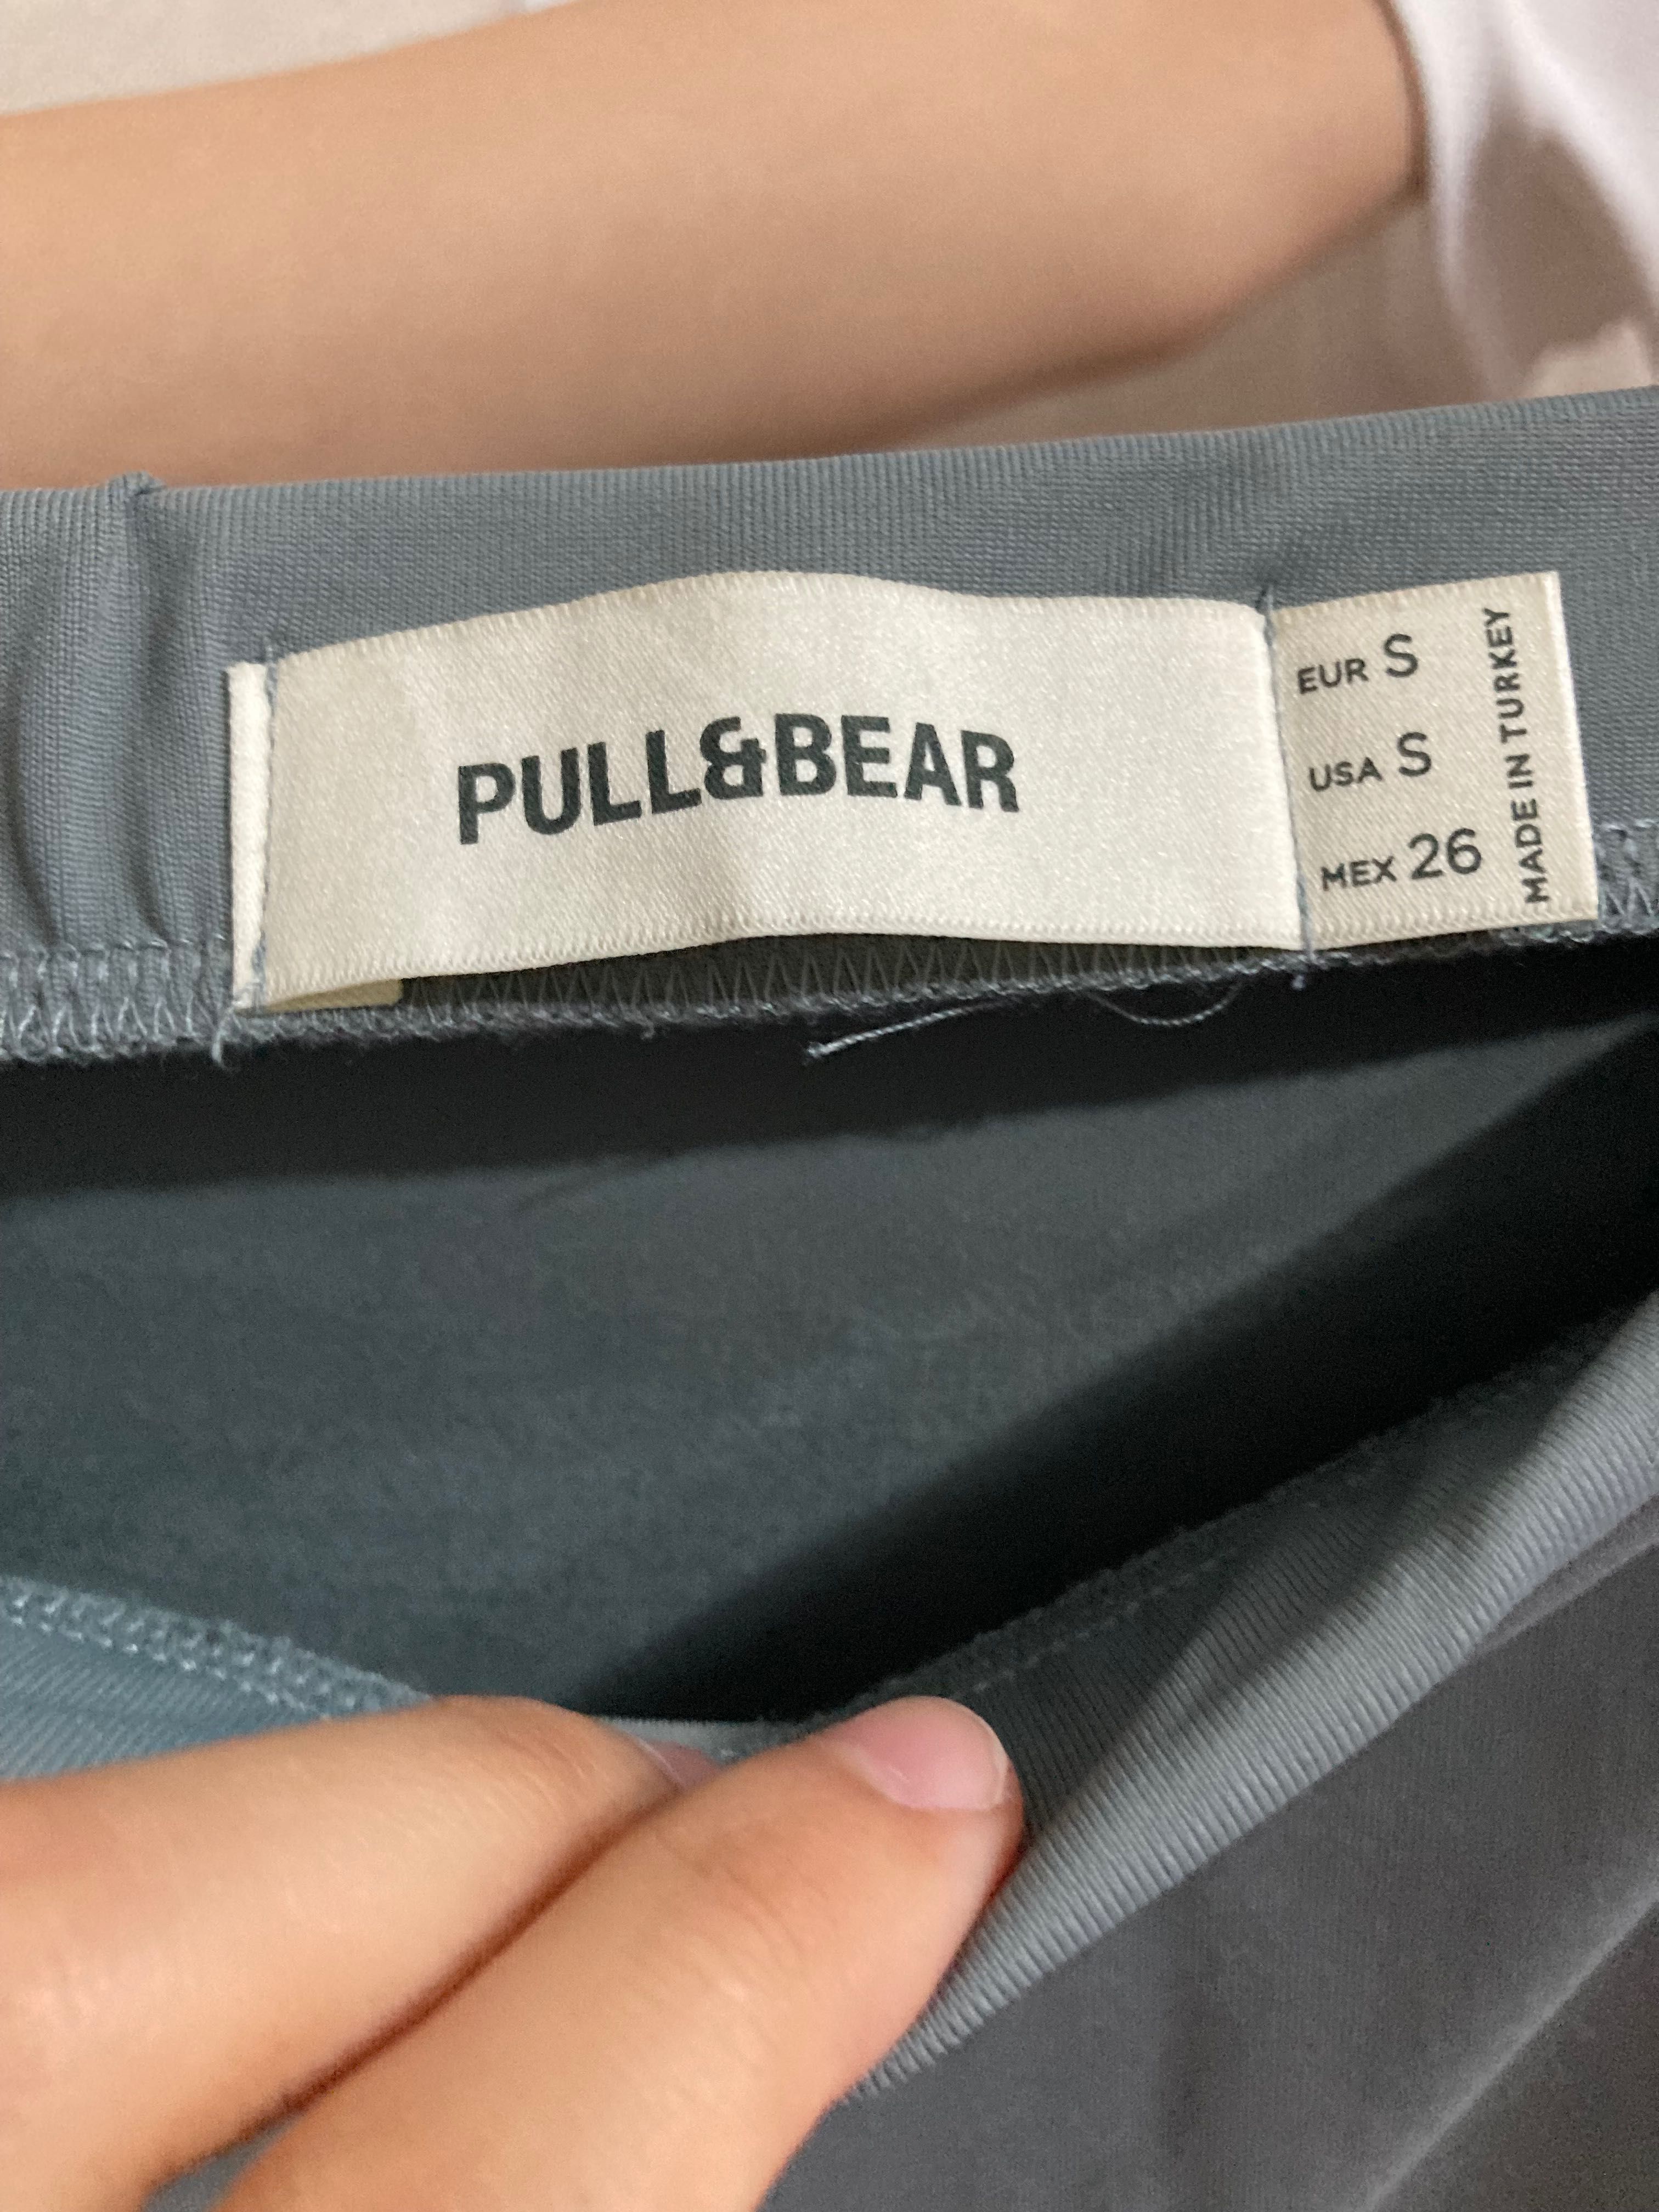 PULL&BEAR
EUR S
USA S
MEX 26
MADE IN TURKEY